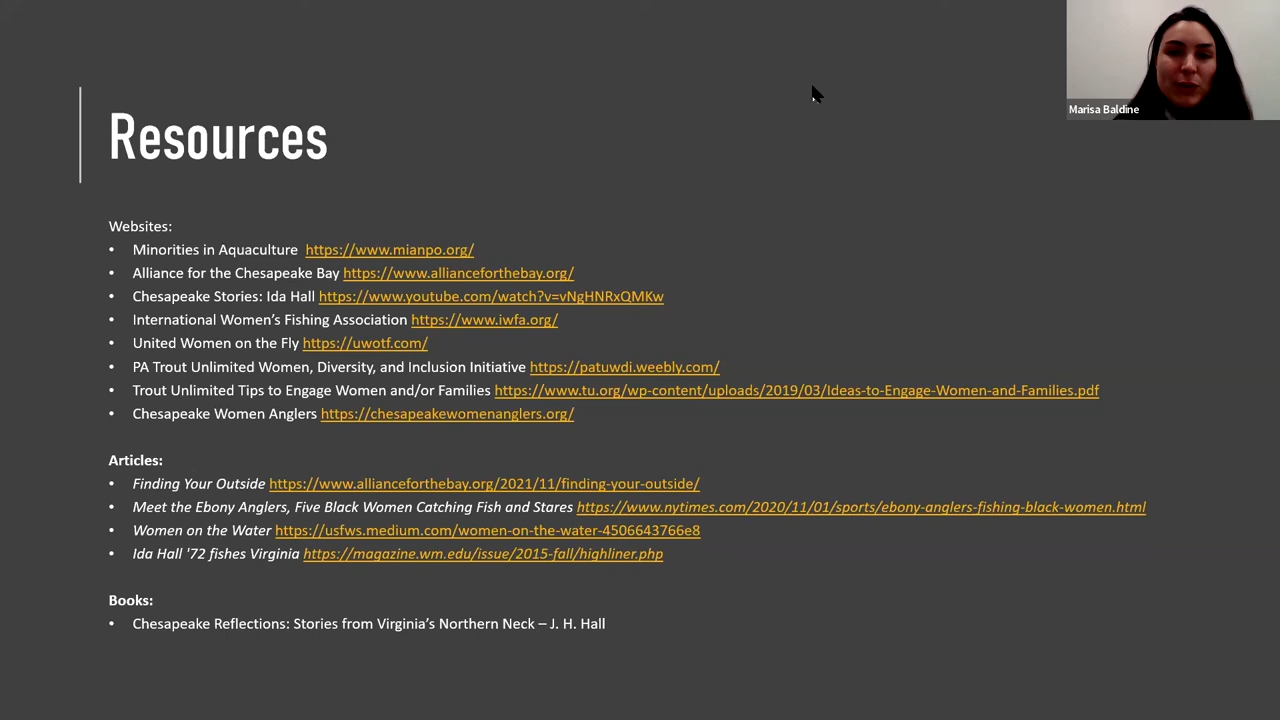 Marisa Baldine
Resources
Websites:
• Minorities in Aquaculture https://www.mianpo.org/
• Alliance for the Chesapeake Bay https://www.allianceforthebay.org/
• Chesapeake Stories: Ida Hall https://www.youtube.com/watch?v=vNgHNRxQMKw
• International Women’s Fishing Association https://www.iwfa.org/
• United Women on the Fly https://uwotf.com/
• PA Trout Unlimited Women, Diversity, and Inclusion Initiative https://patuwdi.weebly.com/
• Trout Unlimited Tips to Engage Women and/or Families https://www.tu.org/wp-content/uploads/2019/03/Ideas-to-Engage-Women-and-Families.pdf
• Chesapeake Women Anglers https://chesapeakewomenanglers.org/
Articles:
• Finding Your Outside https://www.allianceforthebay.org/2021/11/finding-your-outside/
• Meet the Ebony Anglers, Five Black Women Catching Fish and Stares https://www.nytimes.com/2020/11/01/sports/ebony-anglers-fishing-black-women.html
• Women on the Water https://usfws.medium.com/women-on-the-water-4506643766e8
• Ida Hall '72 fishes Virginia https://magazine.wm.edu/issue/2015-fall/highliner.php
Books:
• Chesapeake Reflections: Stories from Virginia’s Northern Neck – J. H. Hall